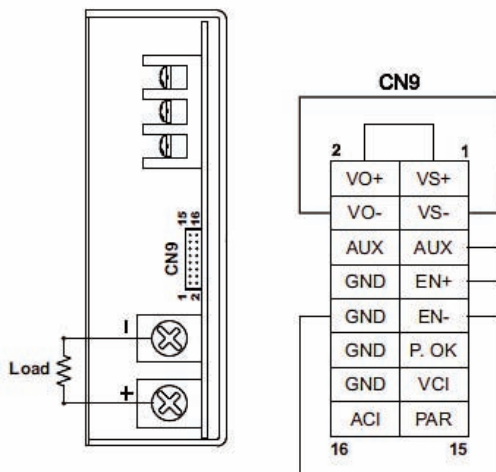 CN9
2 1
VO+ VS+
VO- VS-
AUX AUX
GND EN+
GND EN-
GND P. OK
GND VCI
ACI PAR
16 15
15 16
CN9
1 2
-
+
Load